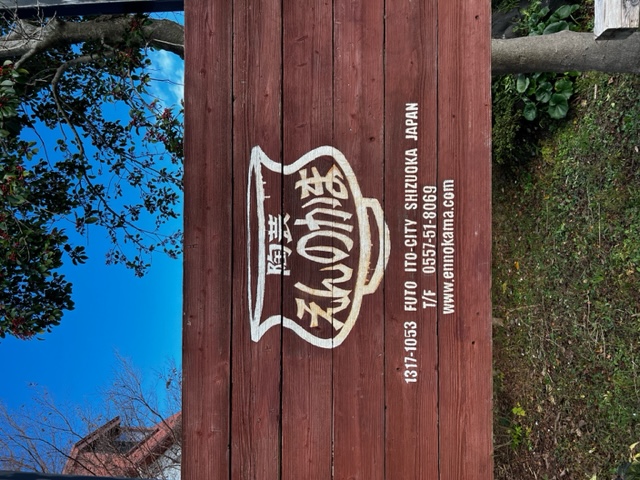 陶芸
えんのかま
1317-1053 FUTO ITO-CITY SHIZUOKA JAPAN
T/F 0557-51-8069
www.ennokama.com